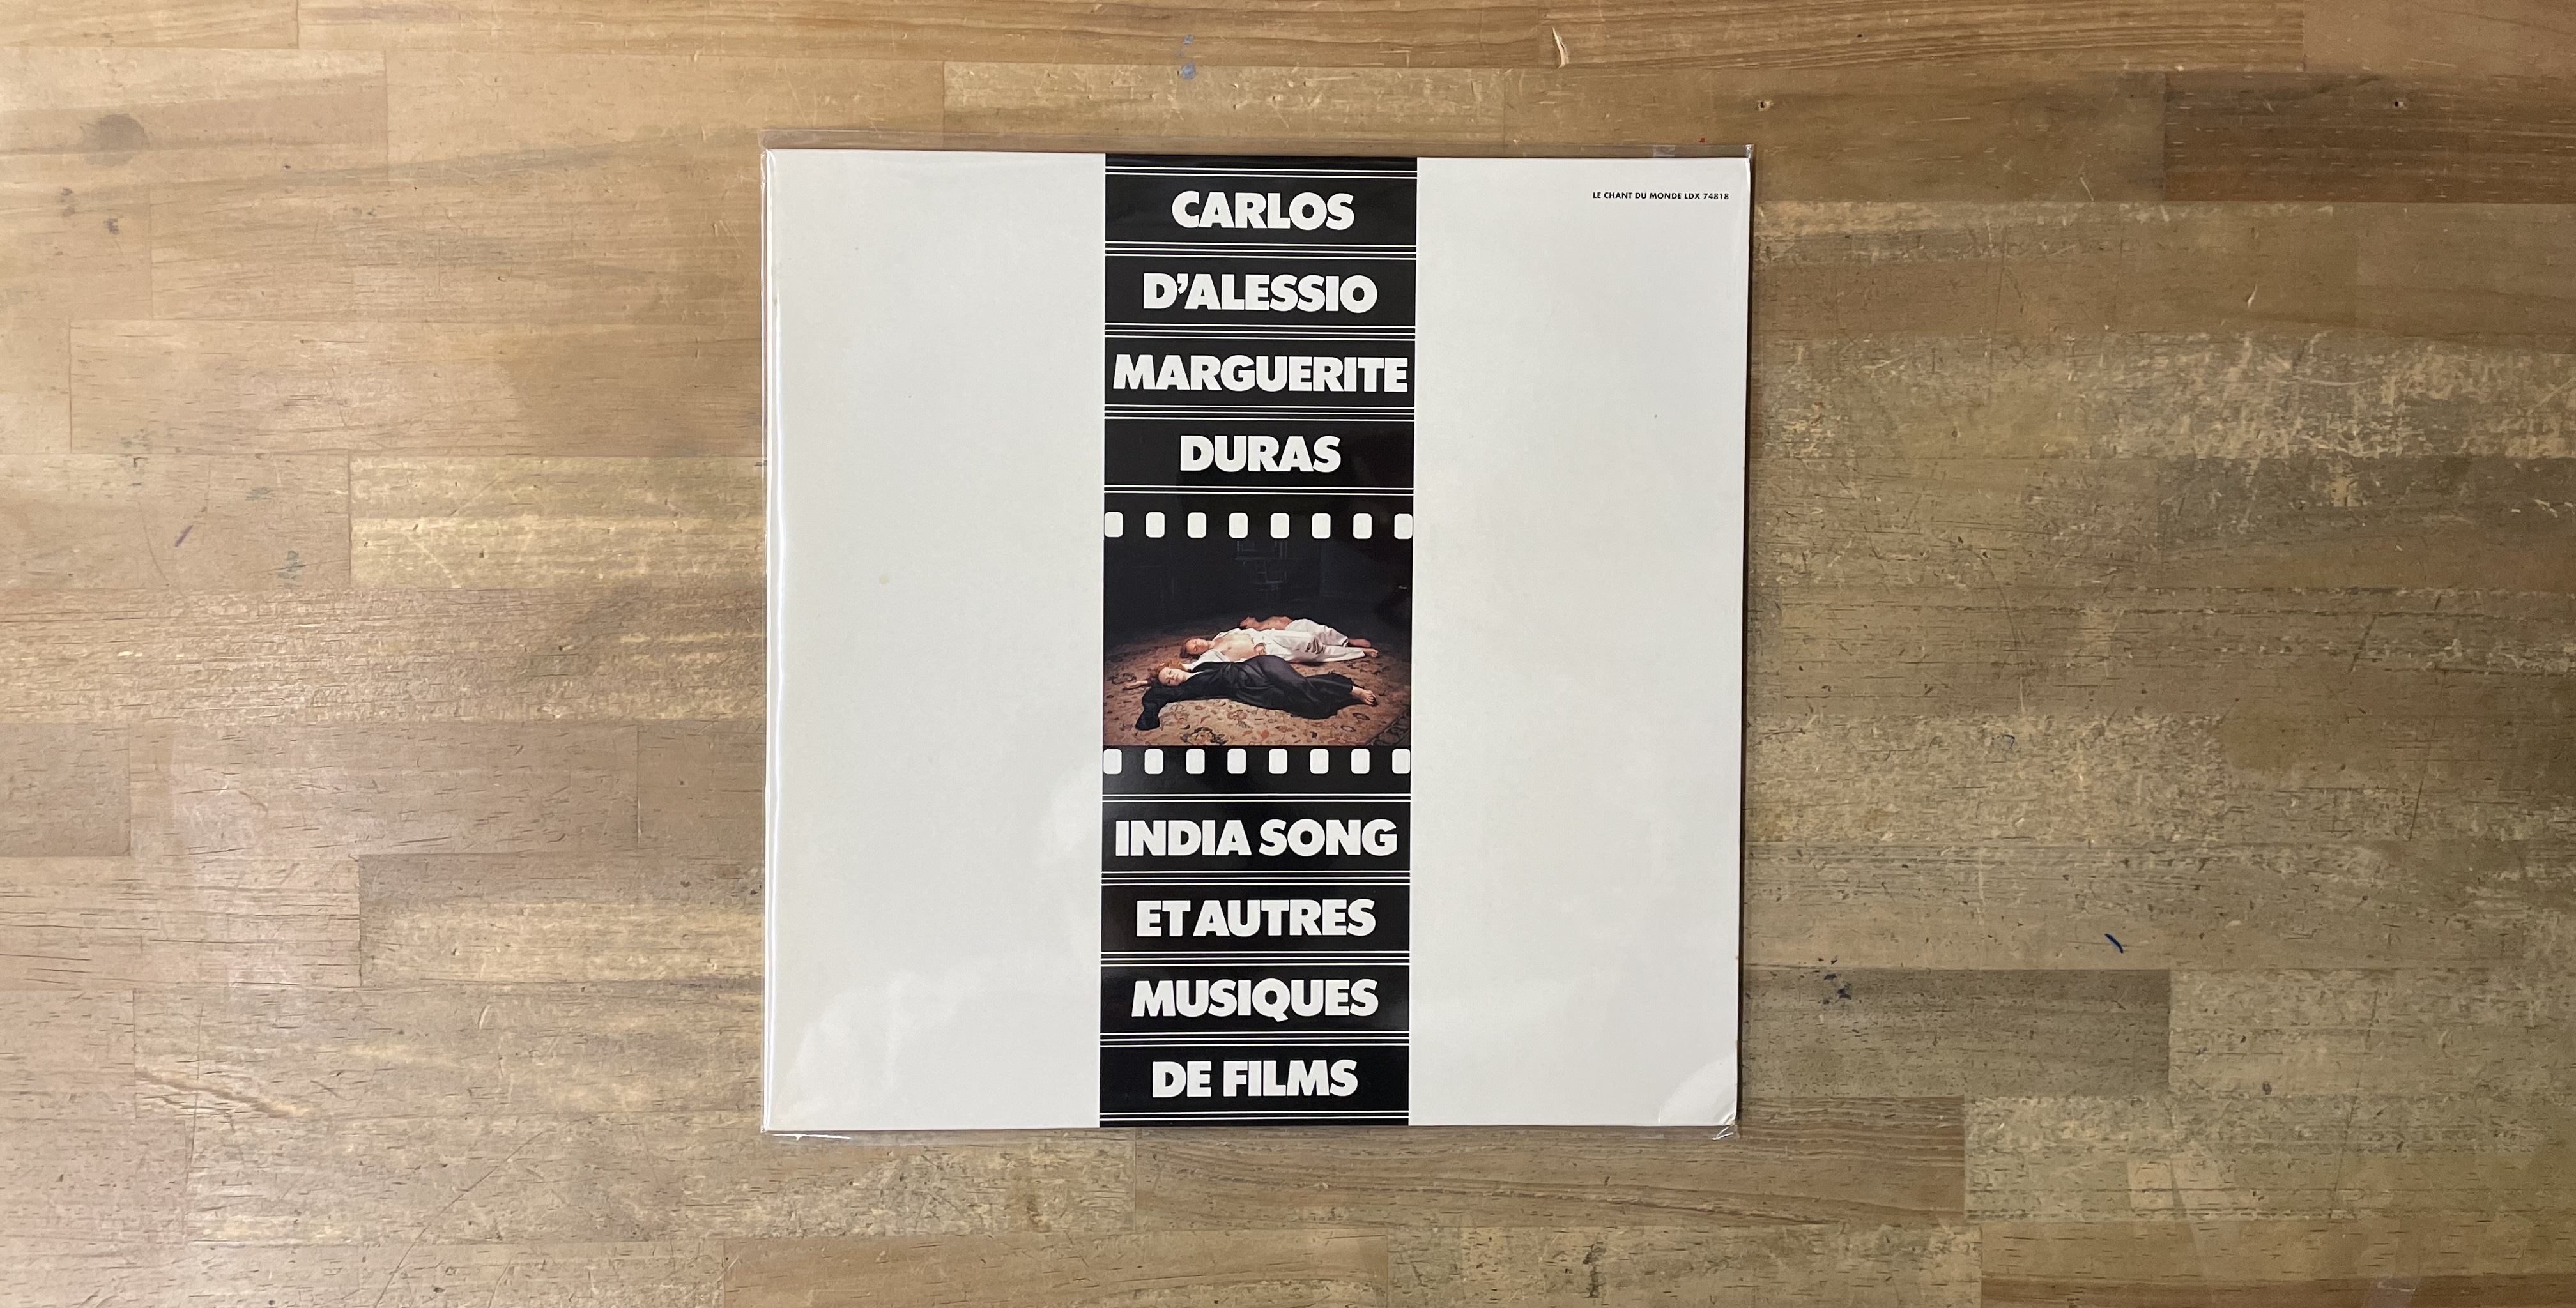 LE CHANT DU MONDE LDX 74818
CARLOS
D'ALESSIO
MARGUERITE
DURAS
INDIA SONG
ET AUTRES
MUSIQUES
DE FILMS